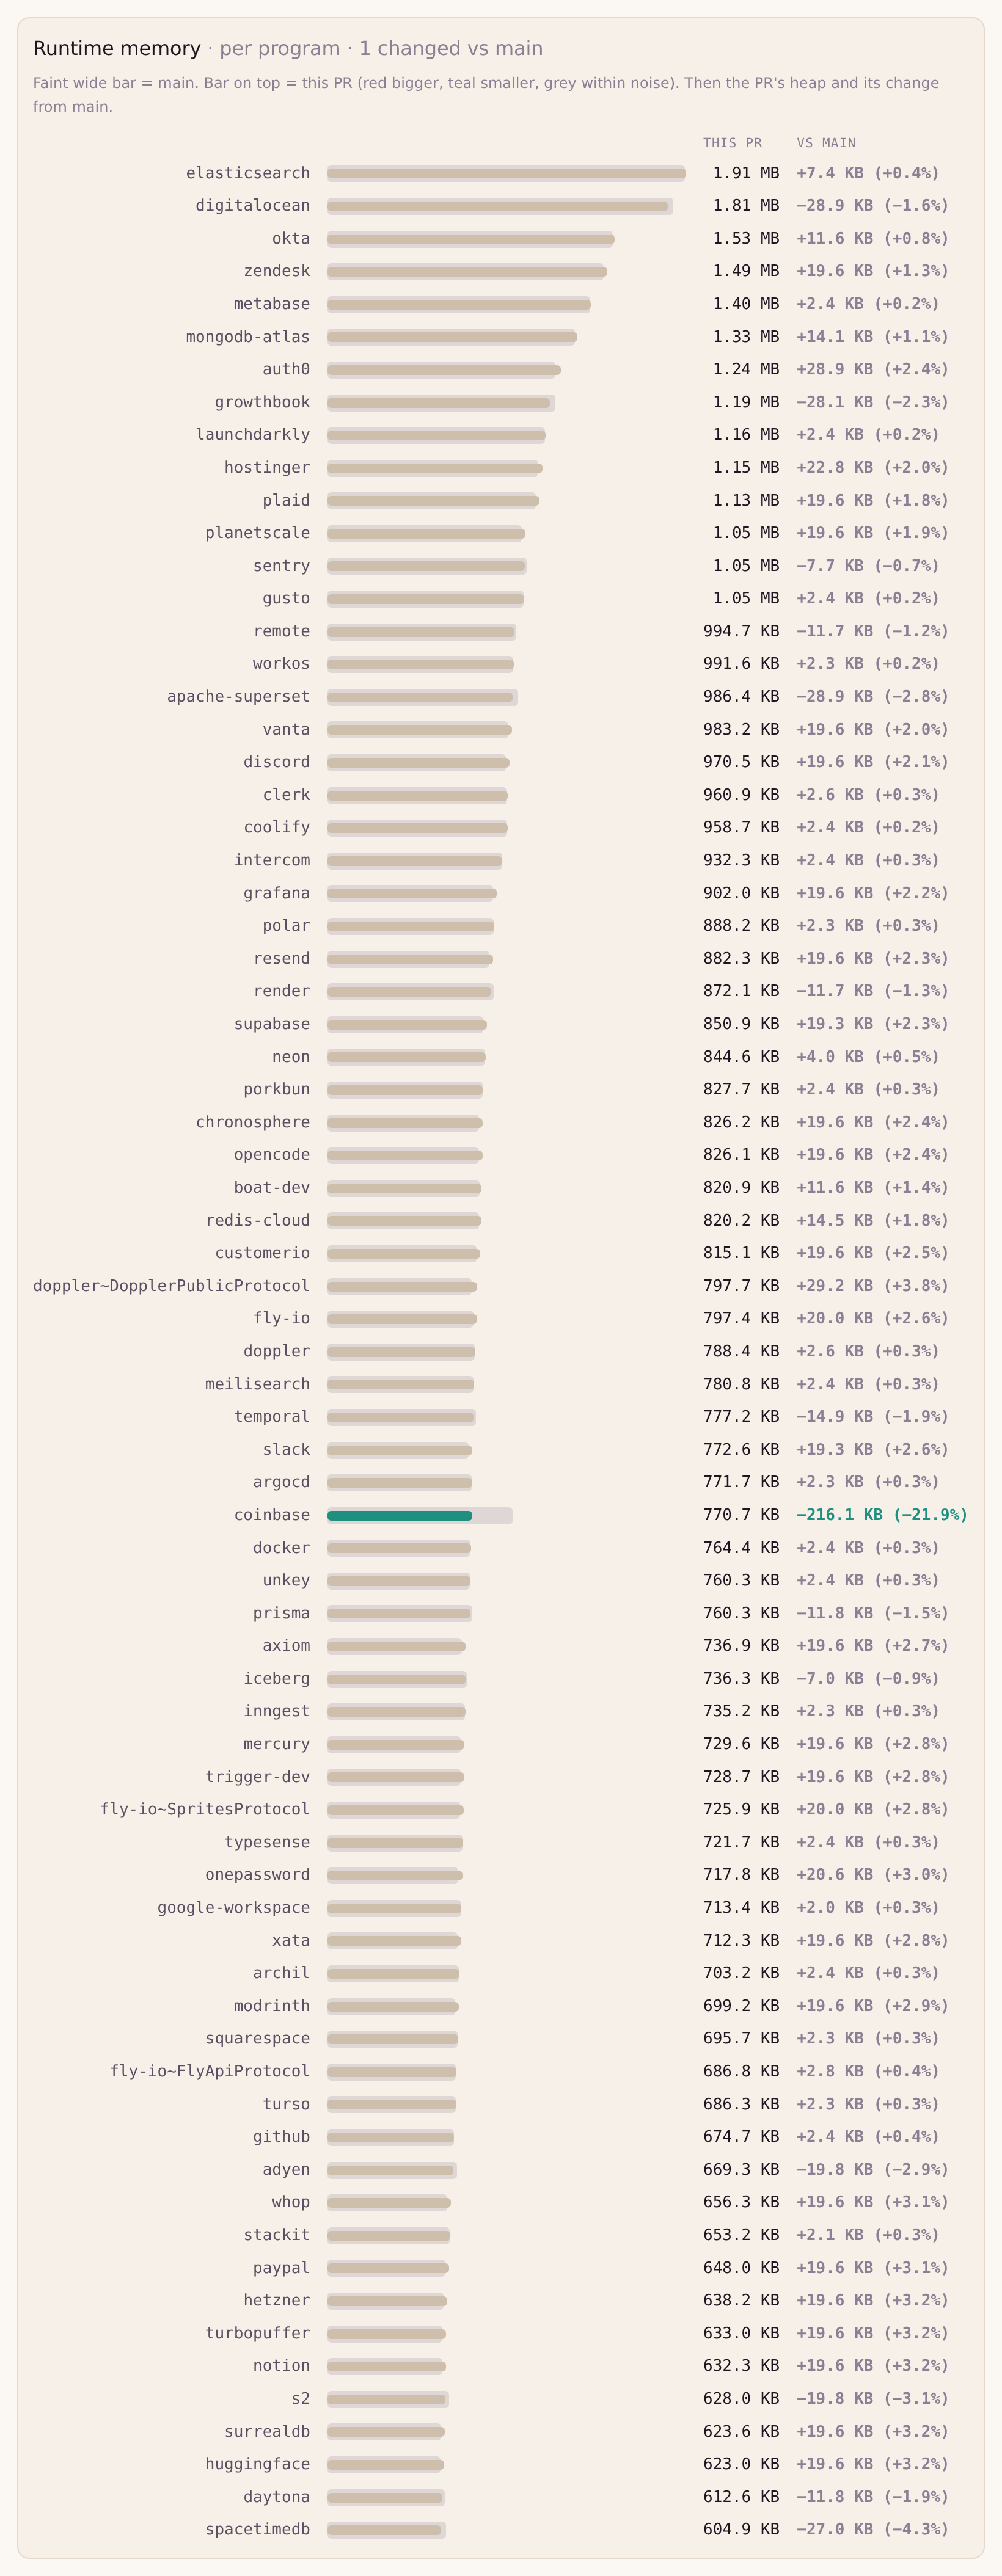 Runtime memory · per program · 1 changed vs main
Faint wide bar = main. Bar on top = this PR (red bigger, teal smaller, grey within noise). Then the PR's heap and its change
from main.
THIS PR VS MAIN
elasticsearch 1.91 MB +7.4 KB (+0.4%)
digitalocean 1.81 MB −28.9 KB (−1.6%)
okta 1.53 MB +11.6 KB (+0.8%)
zendesk 1.49 MB +19.6 KB (+1.3%)
metabase 1.40 MB +2.4 KB (+0.2%)
mongodb-atlas 1.33 MB +14.1 KB (+1.1%)
auth0 1.24 MB +28.9 KB (+2.4%)
growthbook 1.19 MB −28.1 KB (−2.3%)
launchdarkly 1.16 MB +2.4 KB (+0.2%)
hostinger 1.15 MB +22.8 KB (+2.0%)
plaid 1.13 MB +19.6 KB (+1.8%)
planetscale 1.05 MB +19.6 KB (+1.9%)
sentry 1.05 MB −7.7 KB (−0.7%)
gusto 1.05 MB +2.4 KB (+0.2%)
remote 994.7 KB −11.7 KB (−1.2%)
workos 991.6 KB +2.3 KB (+0.2%)
apache-superset 986.4 KB −28.9 KB (−2.8%)
vanta 983.2 KB +19.6 KB (+2.0%)
discord 970.5 KB +19.6 KB (+2.1%)
clerk 960.9 KB +2.6 KB (+0.3%)
coolify 958.7 KB +2.4 KB (+0.2%)
intercom 932.3 KB +2.4 KB (+0.3%)
grafana 902.0 KB +19.6 KB (+2.2%)
polar 888.2 KB +2.3 KB (+0.3%)
resend 882.3 KB +19.6 KB (+2.3%)
render 872.1 KB −11.7 KB (−1.3%)
supabase 850.9 KB +19.3 KB (+2.3%)
neon 844.6 KB +4.0 KB (+0.5%)
porkbun 827.7 KB +2.4 KB (+0.3%)
chronosphere 826.2 KB +19.6 KB (+2.4%)
opencode 826.1 KB +19.6 KB (+2.4%)
boat-dev 820.9 KB +11.6 KB (+1.4%)
redis-cloud 820.2 KB +14.5 KB (+1.8%)
customerio 815.1 KB +19.6 KB (+2.5%)
doppler~DopplerPublicProtocol 797.7 KB +29.2 KB (+3.8%)
fly-io 797.4 KB +20.0 KB (+2.6%)
doppler 788.4 KB +2.6 KB (+0.3%)
meilisearch 780.8 KB +2.4 KB (+0.3%)
temporal 777.2 KB −14.9 KB (−1.9%)
slack 772.6 KB +19.3 KB (+2.6%)
argocd 771.7 KB +2.3 KB (+0.3%)
coinbase 770.7 KB −216.1 KB (−21.9%)
docker 764.4 KB +2.4 KB (+0.3%)
unkey 760.3 KB +2.4 KB (+0.3%)
prisma 760.3 KB −11.8 KB (−1.5%)
axiom 736.9 KB +19.6 KB (+2.7%)
iceberg 736.3 KB −7.0 KB (−0.9%)
inngest 735.2 KB +2.3 KB (+0.3%)
mercury 729.6 KB +19.6 KB (+2.8%)
trigger-dev 728.7 KB +19.6 KB (+2.8%)
fly-io~SpritesProtocol 725.9 KB +20.0 KB (+2.8%)
typesense 721.7 KB +2.4 KB (+0.3%)
onepassword 717.8 KB +20.6 KB (+3.0%)
google-workspace 713.4 KB +2.0 KB (+0.3%)
xata 712.3 KB +19.6 KB (+2.8%)
archil 703.2 KB +2.4 KB (+0.3%)
modrinth 699.2 KB +19.6 KB (+2.9%)
squarespace 695.7 KB +2.3 KB (+0.3%)
fly-io~FlyApiProtocol 686.8 KB +2.8 KB (+0.4%)
turso 686.3 KB +2.3 KB (+0.3%)
github 674.7 KB +2.4 KB (+0.4%)
adyen 669.3 KB −19.8 KB (−2.9%)
whop 656.3 KB +19.6 KB (+3.1%)
stackit 653.2 KB +2.1 KB (+0.3%)
paypal 648.0 KB +19.6 KB (+3.1%)
hetzner 638.2 KB +19.6 KB (+3.2%)
turbopuffer 633.0 KB +19.6 KB (+3.2%)
notion 632.3 KB +19.6 KB (+3.2%)
s2 628.0 KB −19.8 KB (−3.1%)
surrealdb 623.6 KB +19.6 KB (+3.2%)
huggingface 623.0 KB +19.6 KB (+3.2%)
daytona 612.6 KB −11.8 KB (−1.9%)
spacetimedb 604.9 KB −27.0 KB (−4.3%)